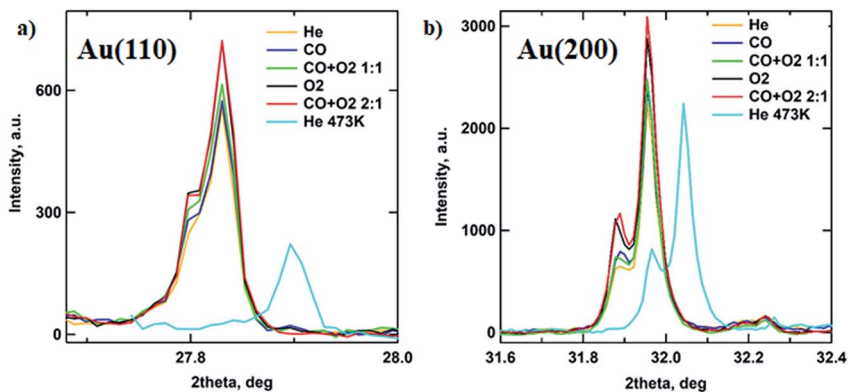 a)
Au(110)
He
CO
CO+O2 1:1
O2
CO+O2 2:1
He 473K
Intensity, a.u.
600
300
0
27.8
28.0
2theta, deg
b)
Au(200)
He
CO
CO+O2 1:1
O2
CO+O2 2:1
He 473K
Intensity, a.u.
3000
2000
1000
0
31.6
31.8
32.0
32.2
32.4
2theta, deg